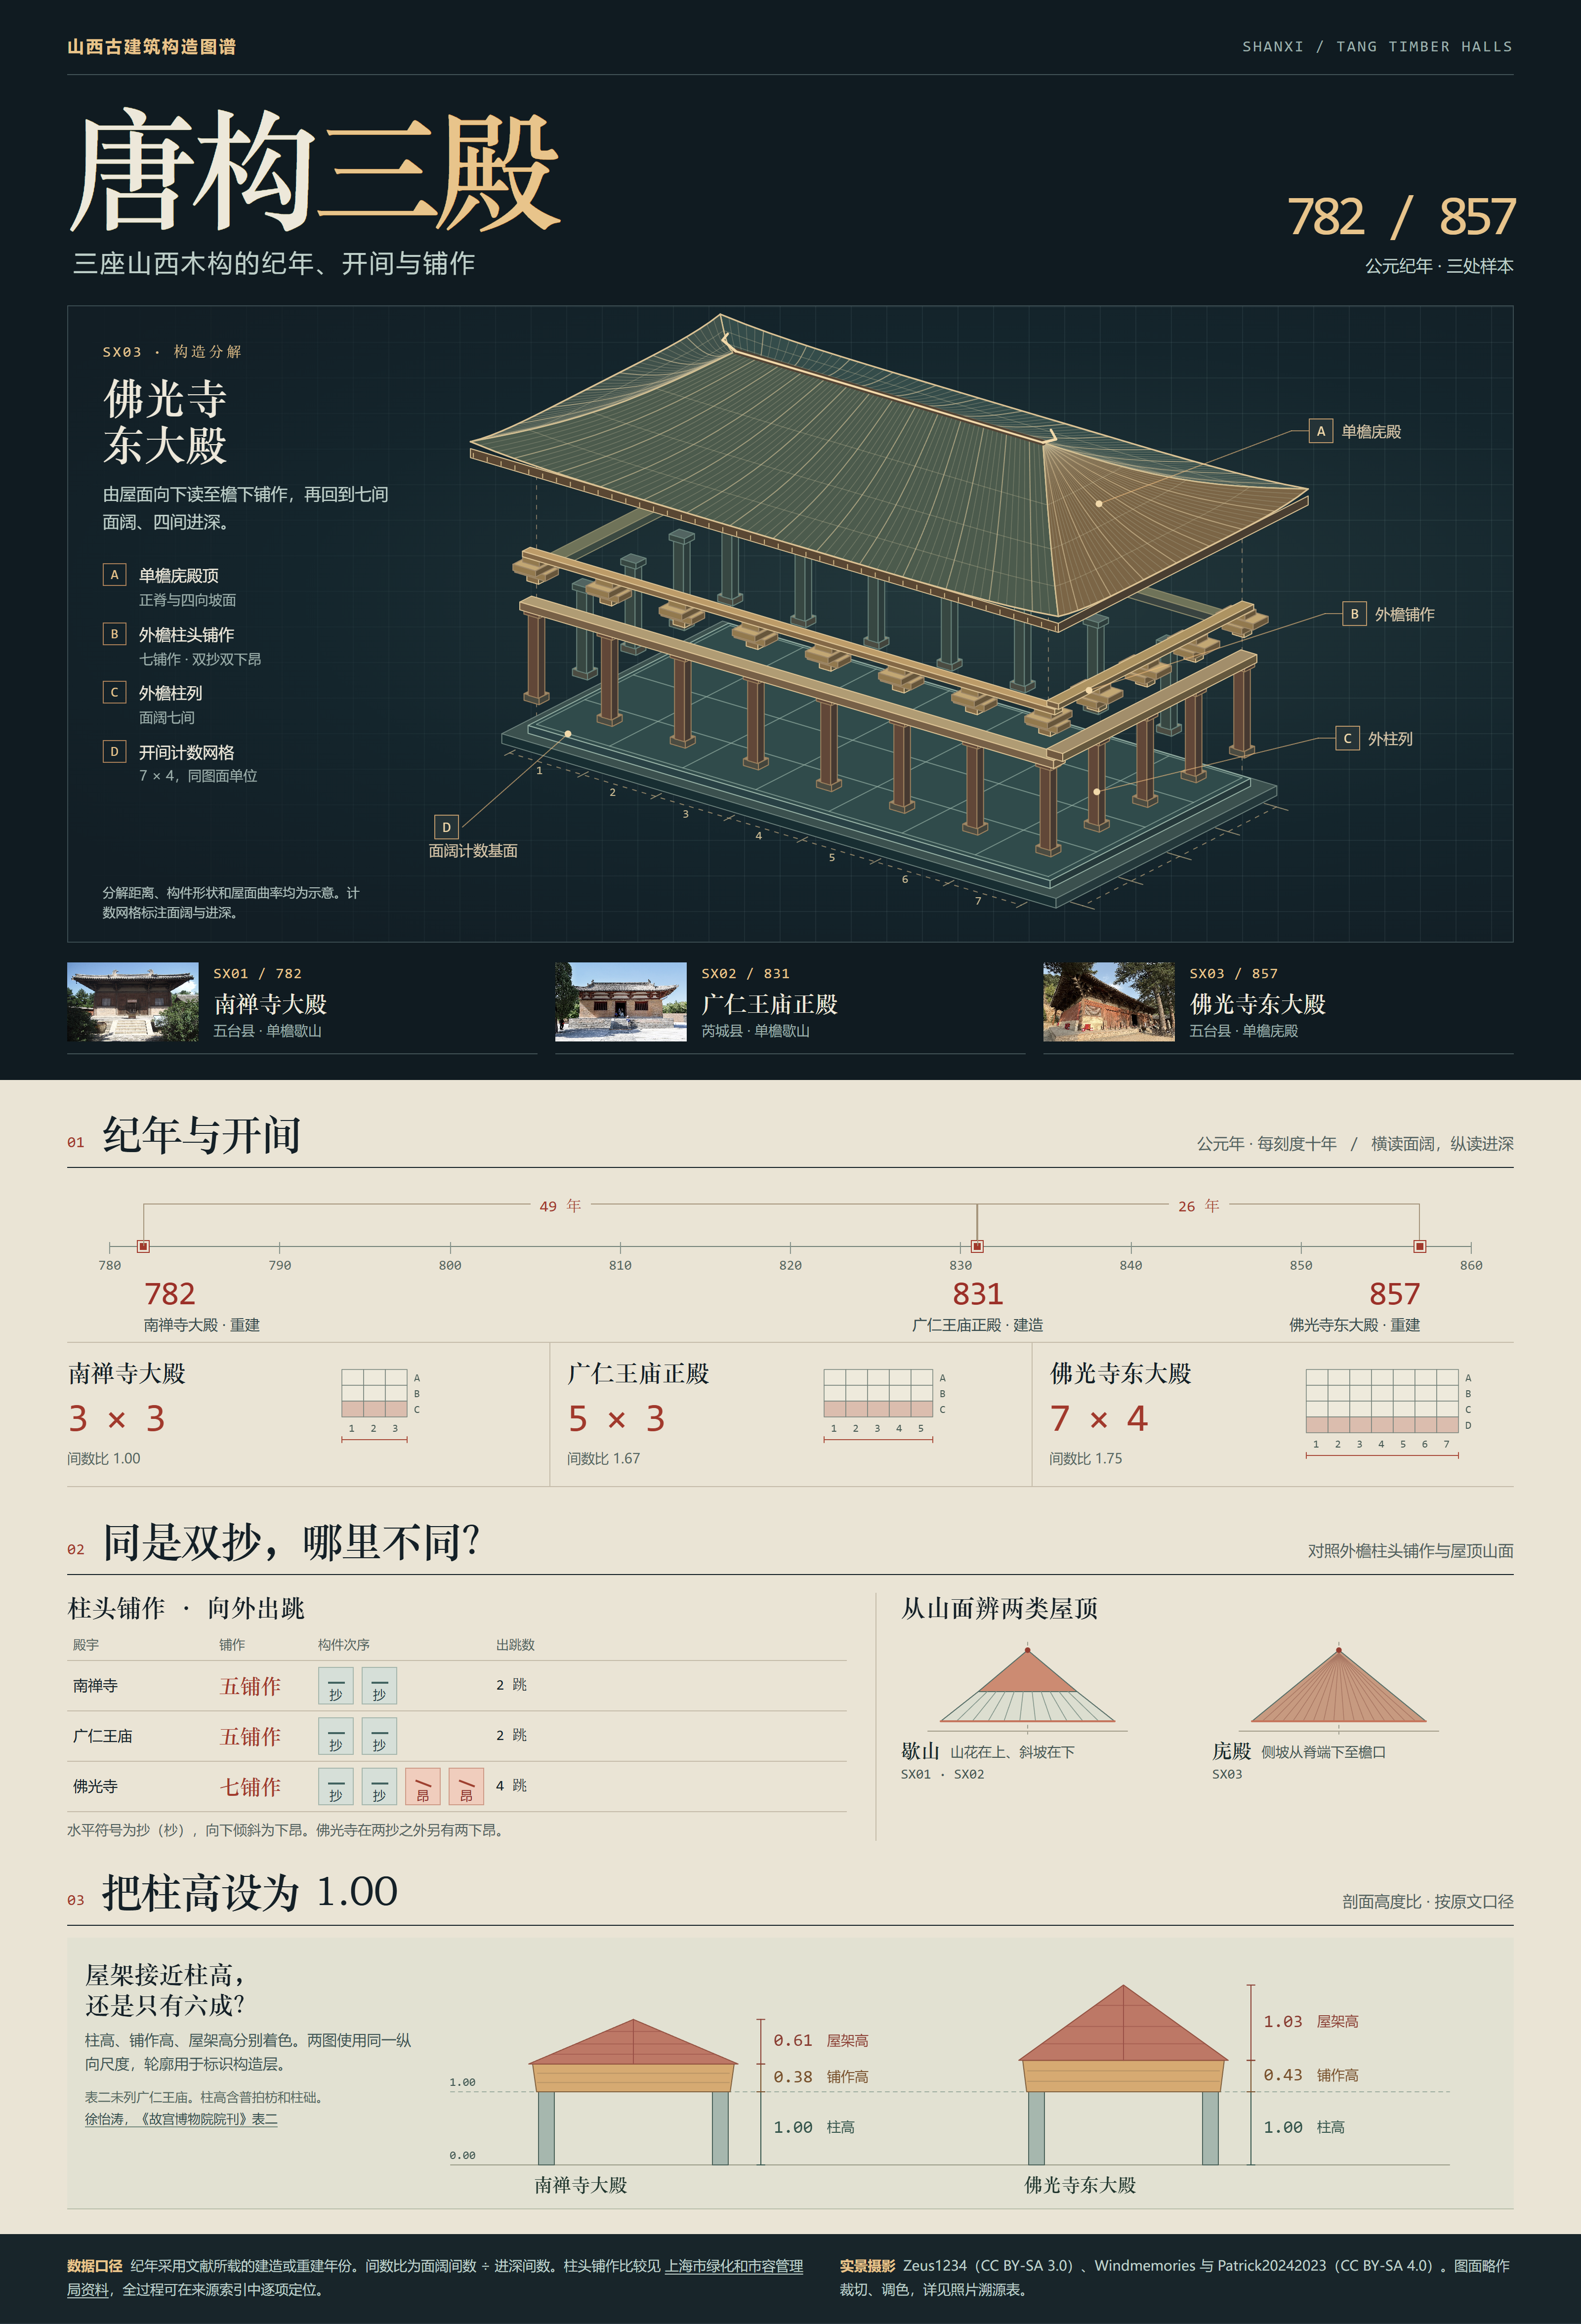 山西古建筑构造图谱
SHANXI / TANG TIMBER HALLS
唐构三殿
三座山西木构的纪年、开间与铺作
782 / 857
公元纪年 · 三处样本
SX03 · 构造分解
佛光寺
东大殿
由屋面向下读至檐下铺作，再回到七间
面阔、四间进深。
A 单檐庑殿顶
正脊与四向坡面
B 外檐柱头铺作
七铺作 · 双抄双下昂
C 外檐柱列
面阔七间
D 开间计数网格
7 × 4，同图面单位
分解距离、构件形状和屋面曲率均为示意。计
数网格标注面阔与进深。
A 单檐庑殿
B 外檐铺作
C 外柱列
D
面阔计数基面
1
2
3
4
5
6
7
SX01 / 782
南禅寺大殿
五台县 · 单檐歇山
SX02 / 831
广仁王庙正殿
芮城县 · 单檐歇山
SX03 / 857
佛光寺东大殿
五台县 · 单檐庑殿
01 纪年与开间
公元年 · 每刻度十年 / 横读面阔，纵读进深
49 年
26 年
780 790 800 810 820 830 840 850 860
782
南禅寺大殿 · 重建
831
广仁王庙正殿 · 建造
857
佛光寺东大殿 · 重建
南禅寺大殿
3 × 3
间数比 1.00
A
B
C
1 2 3
广仁王庙正殿
5 × 3
间数比 1.67
A
B
C
1 2 3 4 5
佛光寺东大殿
7 × 4
间数比 1.75
A
B
C
D
1 2 3 4 5 6 7
02 同是双抄，哪里不同？
对照外檐柱头铺作与屋顶山面
柱头铺作 · 向外出跳
殿宇 铺作 构件次序 出跳数
南禅寺 五铺作 抄 抄 2 跳
广仁王庙 五铺作 抄 抄 2 跳
佛光寺 七铺作 抄 抄 昂 昂 4 跳
水平符号为抄（杪），向下倾斜为下昂。佛光寺在两抄之外另有两下昂。
从山面辨两类屋顶
歇山 山花在上、斜坡在下
SX01 · SX02
庑殿 侧坡从脊端下至檐口
SX03
03 把柱高设为 1.00
剖面高度比 · 按原文口径
屋架接近柱高，
还是只有六成？
柱高、铺作高、屋架高分别着色。两图使用同一纵
向尺度，轮廓用于标识构造层。
表二未列广仁王庙。柱高含普拍枋和柱础。
徐怡涛，《故宫博物院院刊》表二
1.00
0.00
0.61 屋架高
0.38 铺作高
1.00 柱高
南禅寺大殿
1.03 屋架高
0.43 铺作高
1.00 柱高
佛光寺东大殿
数据口径 纪年采用文献所载的建造或重建年份。间数比为面阔间数 ÷ 进深间数。柱头铺作比较见 上海市绿化和市容管理
局资料，全过程可在来源索引中逐项定位。
实景摄影 Zeus1234（CC BY-SA 3.0）、Windmemories 与 Patrick20242023（CC BY-SA 4.0）。图面略作
裁切、调色，详见照片溯源表。